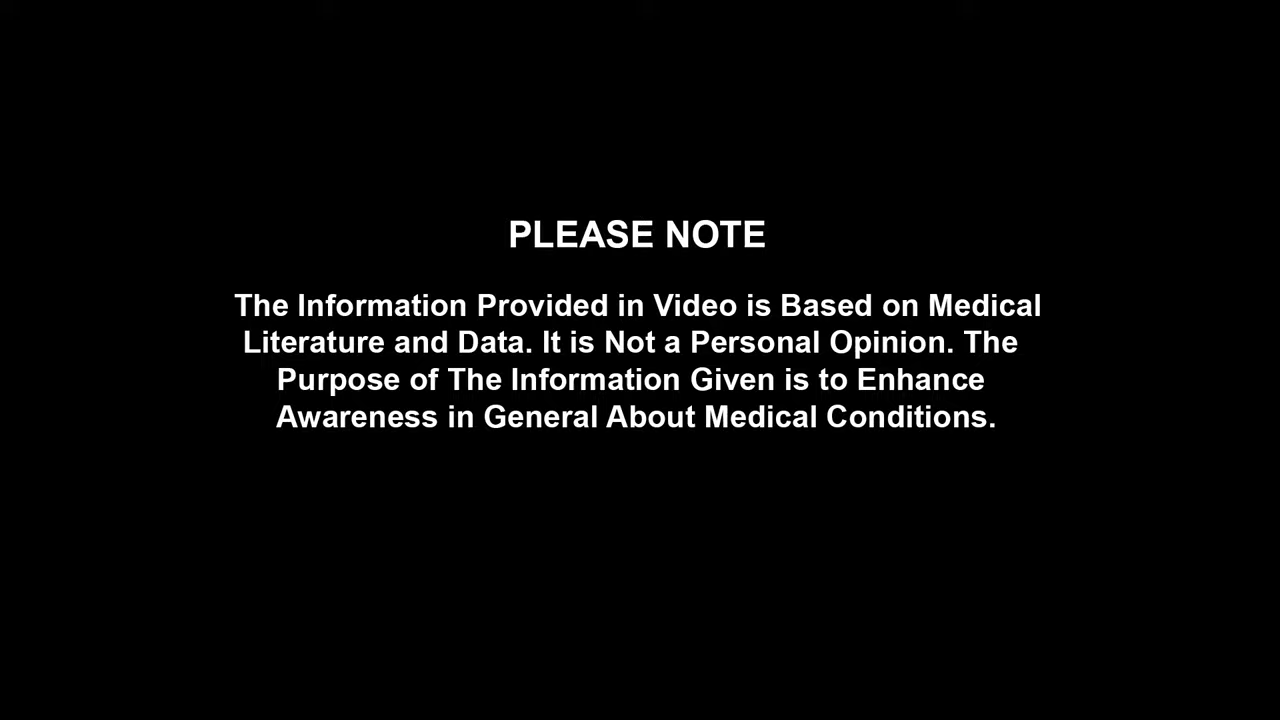 PLEASE NOTE
The Information Provided in Video is Based on Medical
Literature and Data. It is Not a Personal Opinion. The
Purpose of The Information Given is to Enhance
Awareness in General About Medical Conditions.